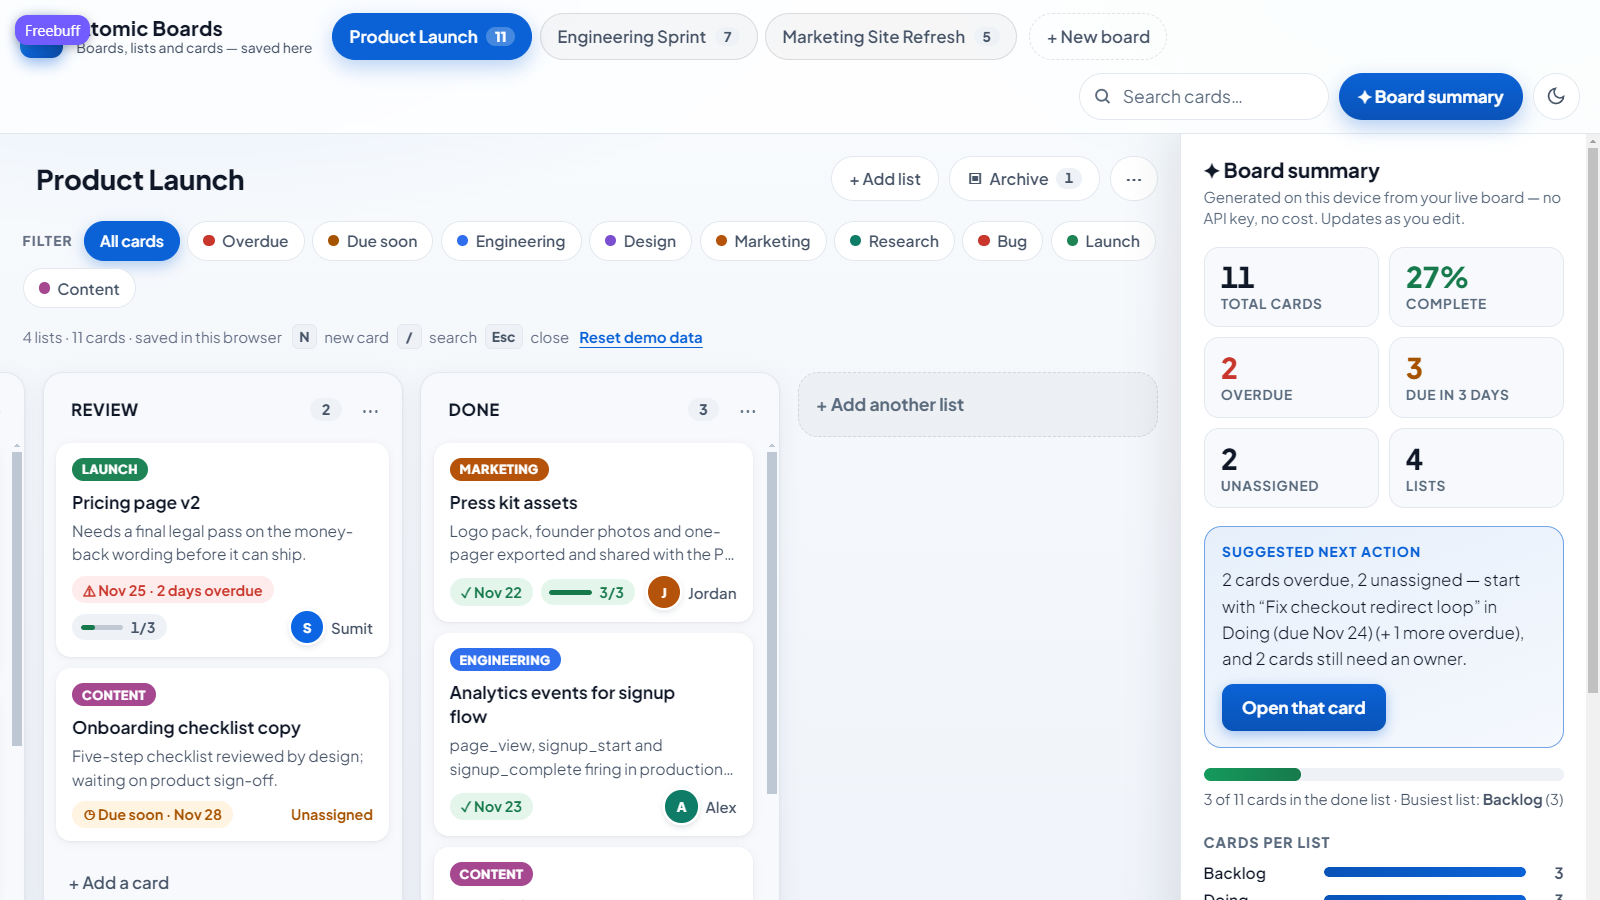 Freebuff
tomic Boards
Boards, lists and cards — saved here
Product Launch 11
Engineering Sprint 7
Marketing Site Refresh 5
+ New board
Search cards...
✦ Board summary
Product Launch
+ Add list
Archive 1
...
FILTER All cards Overdue Due soon Engineering Design Marketing Research Bug Launch
Content
4 lists · 11 cards · saved in this browser N new card / search Esc close Reset demo data
REVIEW 2 ...
LAUNCH
Pricing page v2
Needs a final legal pass on the money-
back wording before it can ship.
⚠ Nov 25 · 2 days overdue
1/3 S Sumit
CONTENT
Onboarding checklist copy
Five-step checklist reviewed by design;
waiting on product sign-off.
Due soon · Nov 28 Unassigned
+ Add a card
DONE 3 ...
MARKETING
Press kit assets
Logo pack, founder photos and one-
pager exported and shared with the P...
✓ Nov 22 3/3 J Jordan
ENGINEERING
Analytics events for signup
flow
page_view, signup_start and
signup_complete firing in production...
✓ Nov 23 A Alex
CONTENT
+ Add another list
✦ Board summary
Generated on this device from your live board — no
API key, no cost. Updates as you edit.
11
TOTAL CARDS
27%
COMPLETE
2
OVERDUE
3
DUE IN 3 DAYS
2
UNASSIGNED
4
LISTS
SUGGESTED NEXT ACTION
2 cards overdue, 2 unassigned — start
with “Fix checkout redirect loop” in
Doing (due Nov 24) (+ 1 more overdue),
and 2 cards still need an owner.
Open that card
3 of 11 cards in the done list · Busiest list: Backlog (3)
CARDS PER LIST
Backlog 3
Doing 3